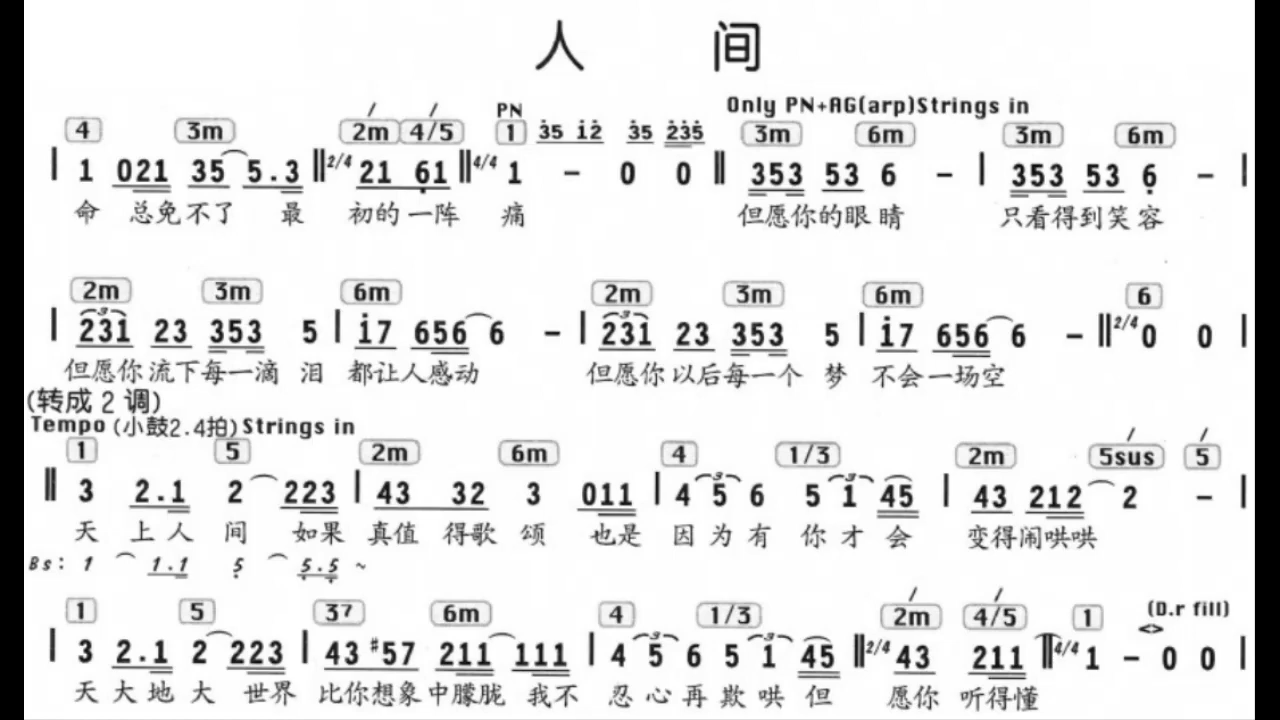 人 间
PN Only PN+AG(arp)Strings in
4 3m 2m 4/5 1 3m 6m 3m 6m
1 021 35 5.3 2/4 21 61 4/4 1 – 0 0 353 53 6 – 353 53 6 –
35 12 35 235
命 总免不了 最 初的一阵 痛 但愿你的眼睛 只看得到笑容
2m 3m 6m 2m 3m 6m 6
231 23 353 5 17 656 6 – 231 23 353 5 17 656 6 – 2/4 0 0
但愿你流下每一滴 泪 都让人感动 但愿你以后每一个 梦 不会一场空
(转成 2 调)
Tempo (小鼓2.4拍)Strings in
1 5 2m 6m 4 1/3 2m 5sus 5
3 2.1 2 223 43 32 3 011 4 5 6 5 1 45 43 212 2 –
天 上人 间 如果 真值 得歌 颂 也是 因为有 你才会 变得闹哄哄
Bs: 1 1.1 5 5.5 ~
1 5 37 6m 4 1/3 2m 4/5 1 (D.r fill)
<>
3 2.1 2 223 43 #57 211 111 4 5 6 5 1 45 2/4 43 211 4/4 1 – 0 0
天大地大 世界 比你想象中朦胧 我不 忍心再欺哄 但 愿你 听得懂